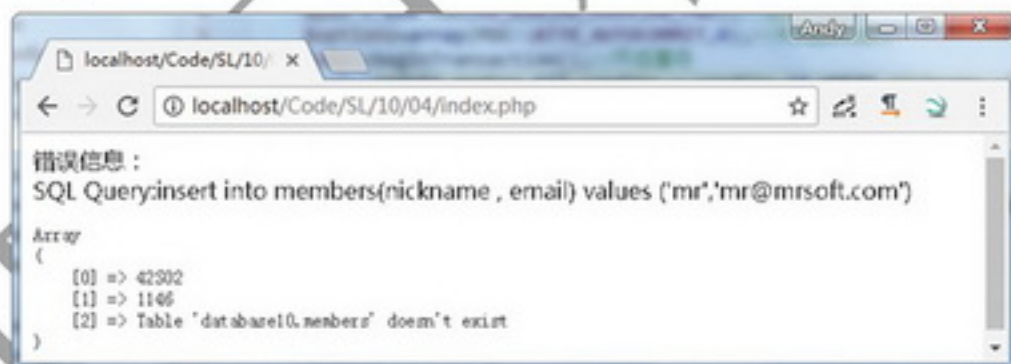 Andy
localhost/Code/SL/10/
localhost/Code/SL/10/04/index.php
错误信息：
SQL Query:insert into members(nickname , email) values ('mr','mr@mrsoft.com')
Array
(
[0] => 42S02
[1] => 1146
[2] => Table 'database10.members' doesn't exist
)